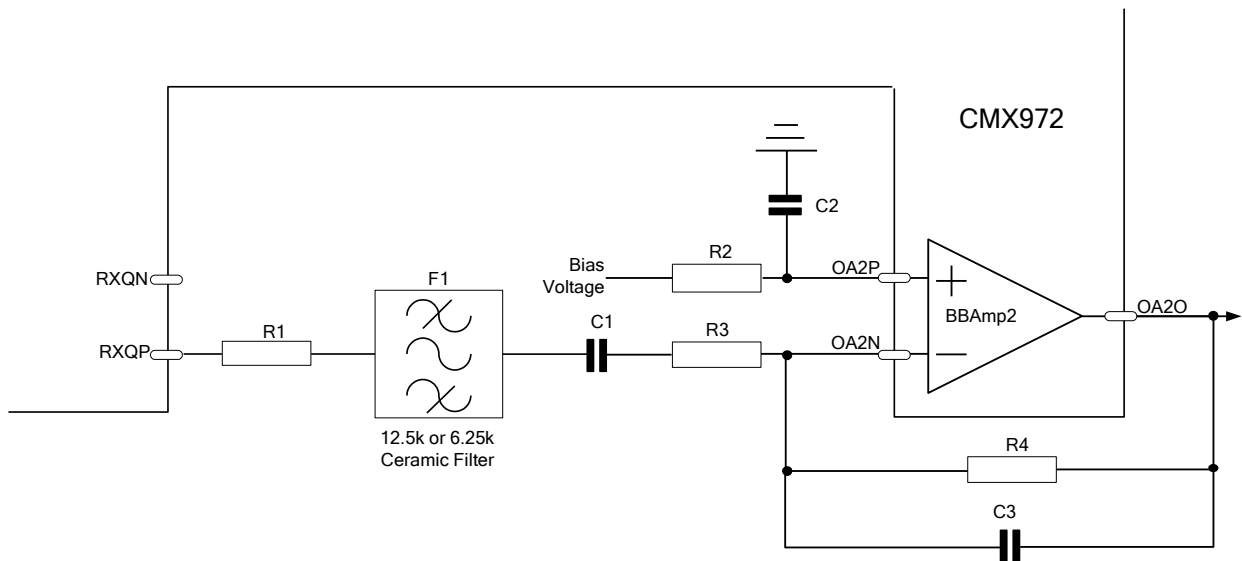 CMX972
C2
R2
Bias
Voltage
OA2P
RXQN
F1
BBAmp2
OA2O
C1
R3
OA2N
RXQP
R1
12.5k or 6.25k
Ceramic Filter
R4
C3